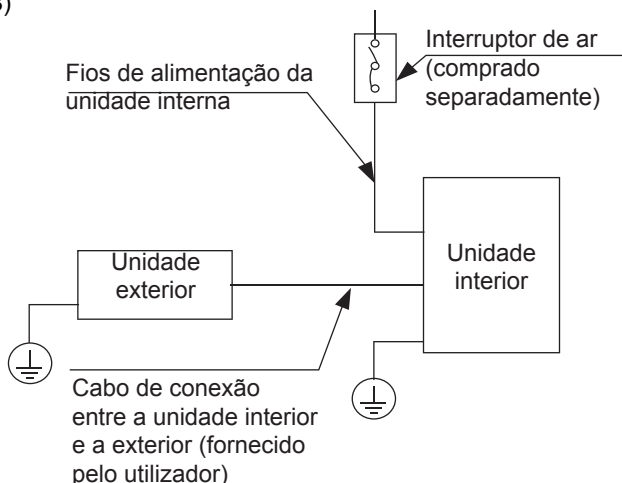 Interruptor de ar
(comprado
separadamente)
Fios de alimentação da
unidade interna
Unidade
exterior
Unidade
interior
Cabo de conexão
entre a unidade interior
e a exterior (fornecido
pelo utilizador)